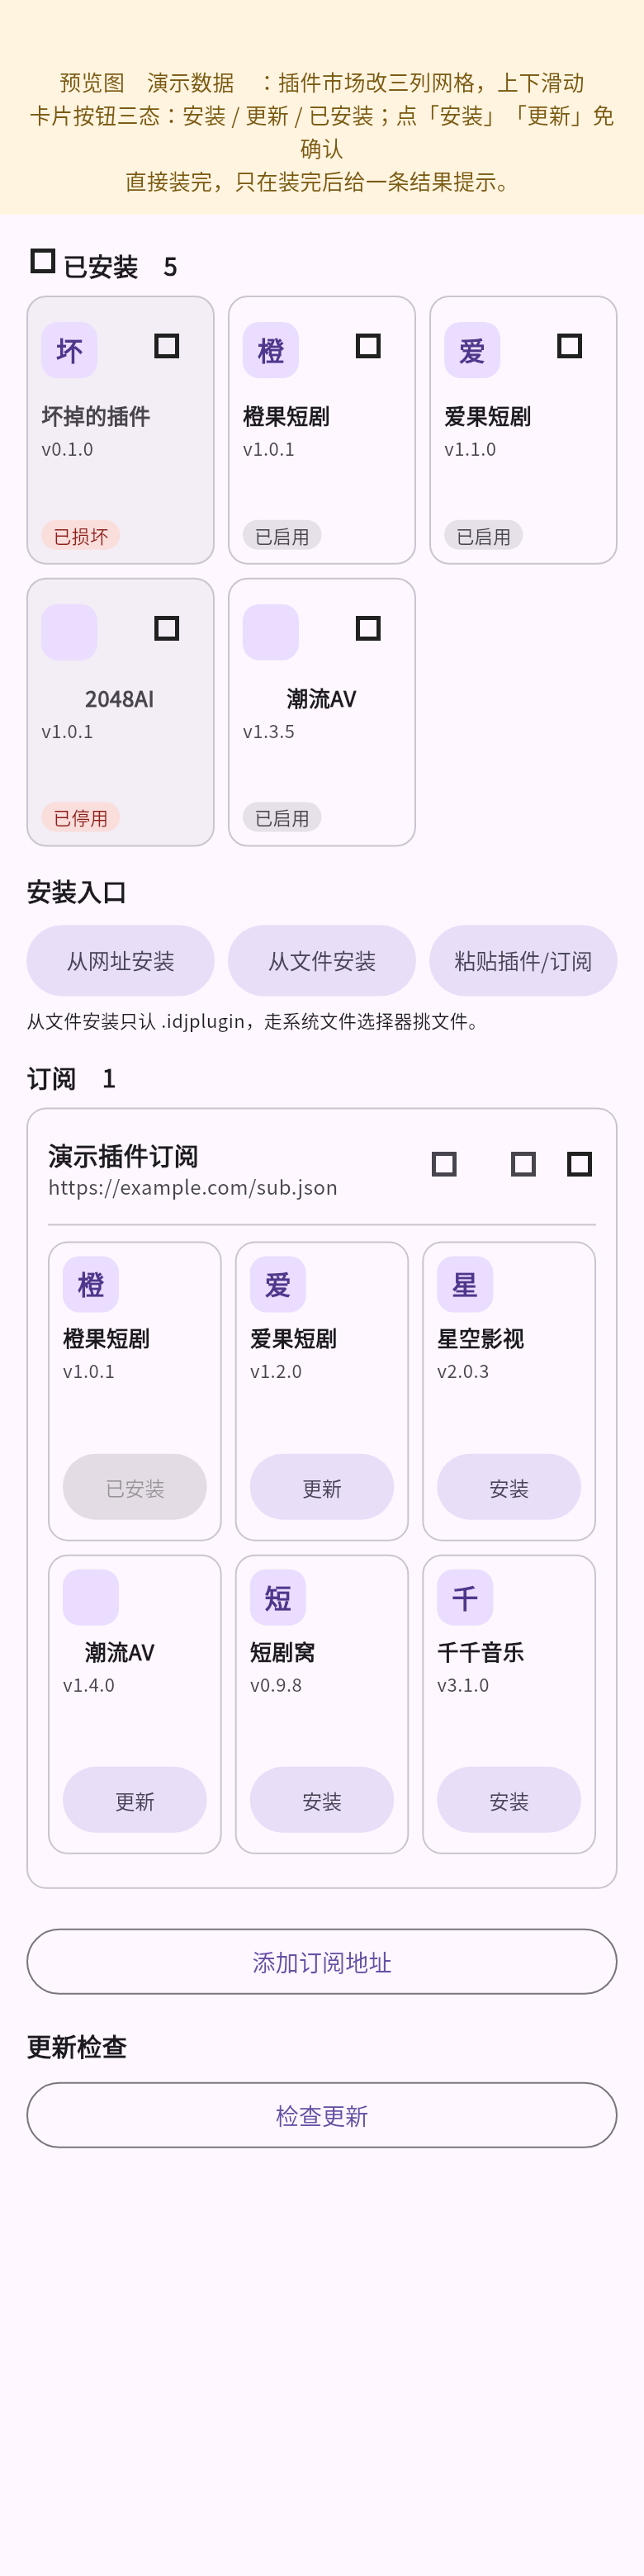 预览图 演示数据 ：插件市场改三列网格，上下滑动
卡片按钮三态：安装 / 更新 / 已安装；点「安装」「更新」免
确认
直接装完，只在装完后给一条结果提示。
已安装 5
坏
橙
爱
坏掉的插件
橙果短剧
爱果短剧
v0.1.0
v1.0.1
v1.1.0
已损坏
已启用
已启用
2048AI
潮流AV
v1.0.1
v1.3.5
已停用
已启用
安装入口
从网址安装
从文件安装
粘贴插件/订阅
从文件安装只认 .idjplugin，走系统文件选择器挑文件。
订阅 1
演示插件订阅
https://example.com/sub.json
橙
爱
星
橙果短剧
爱果短剧
星空影视
v1.0.1
v1.2.0
v2.0.3
已安装
更新
安装
短
千
潮流AV
短剧窝
千千音乐
v1.4.0
v0.9.8
v3.1.0
更新
安装
安装
添加订阅地址
更新检查
检查更新